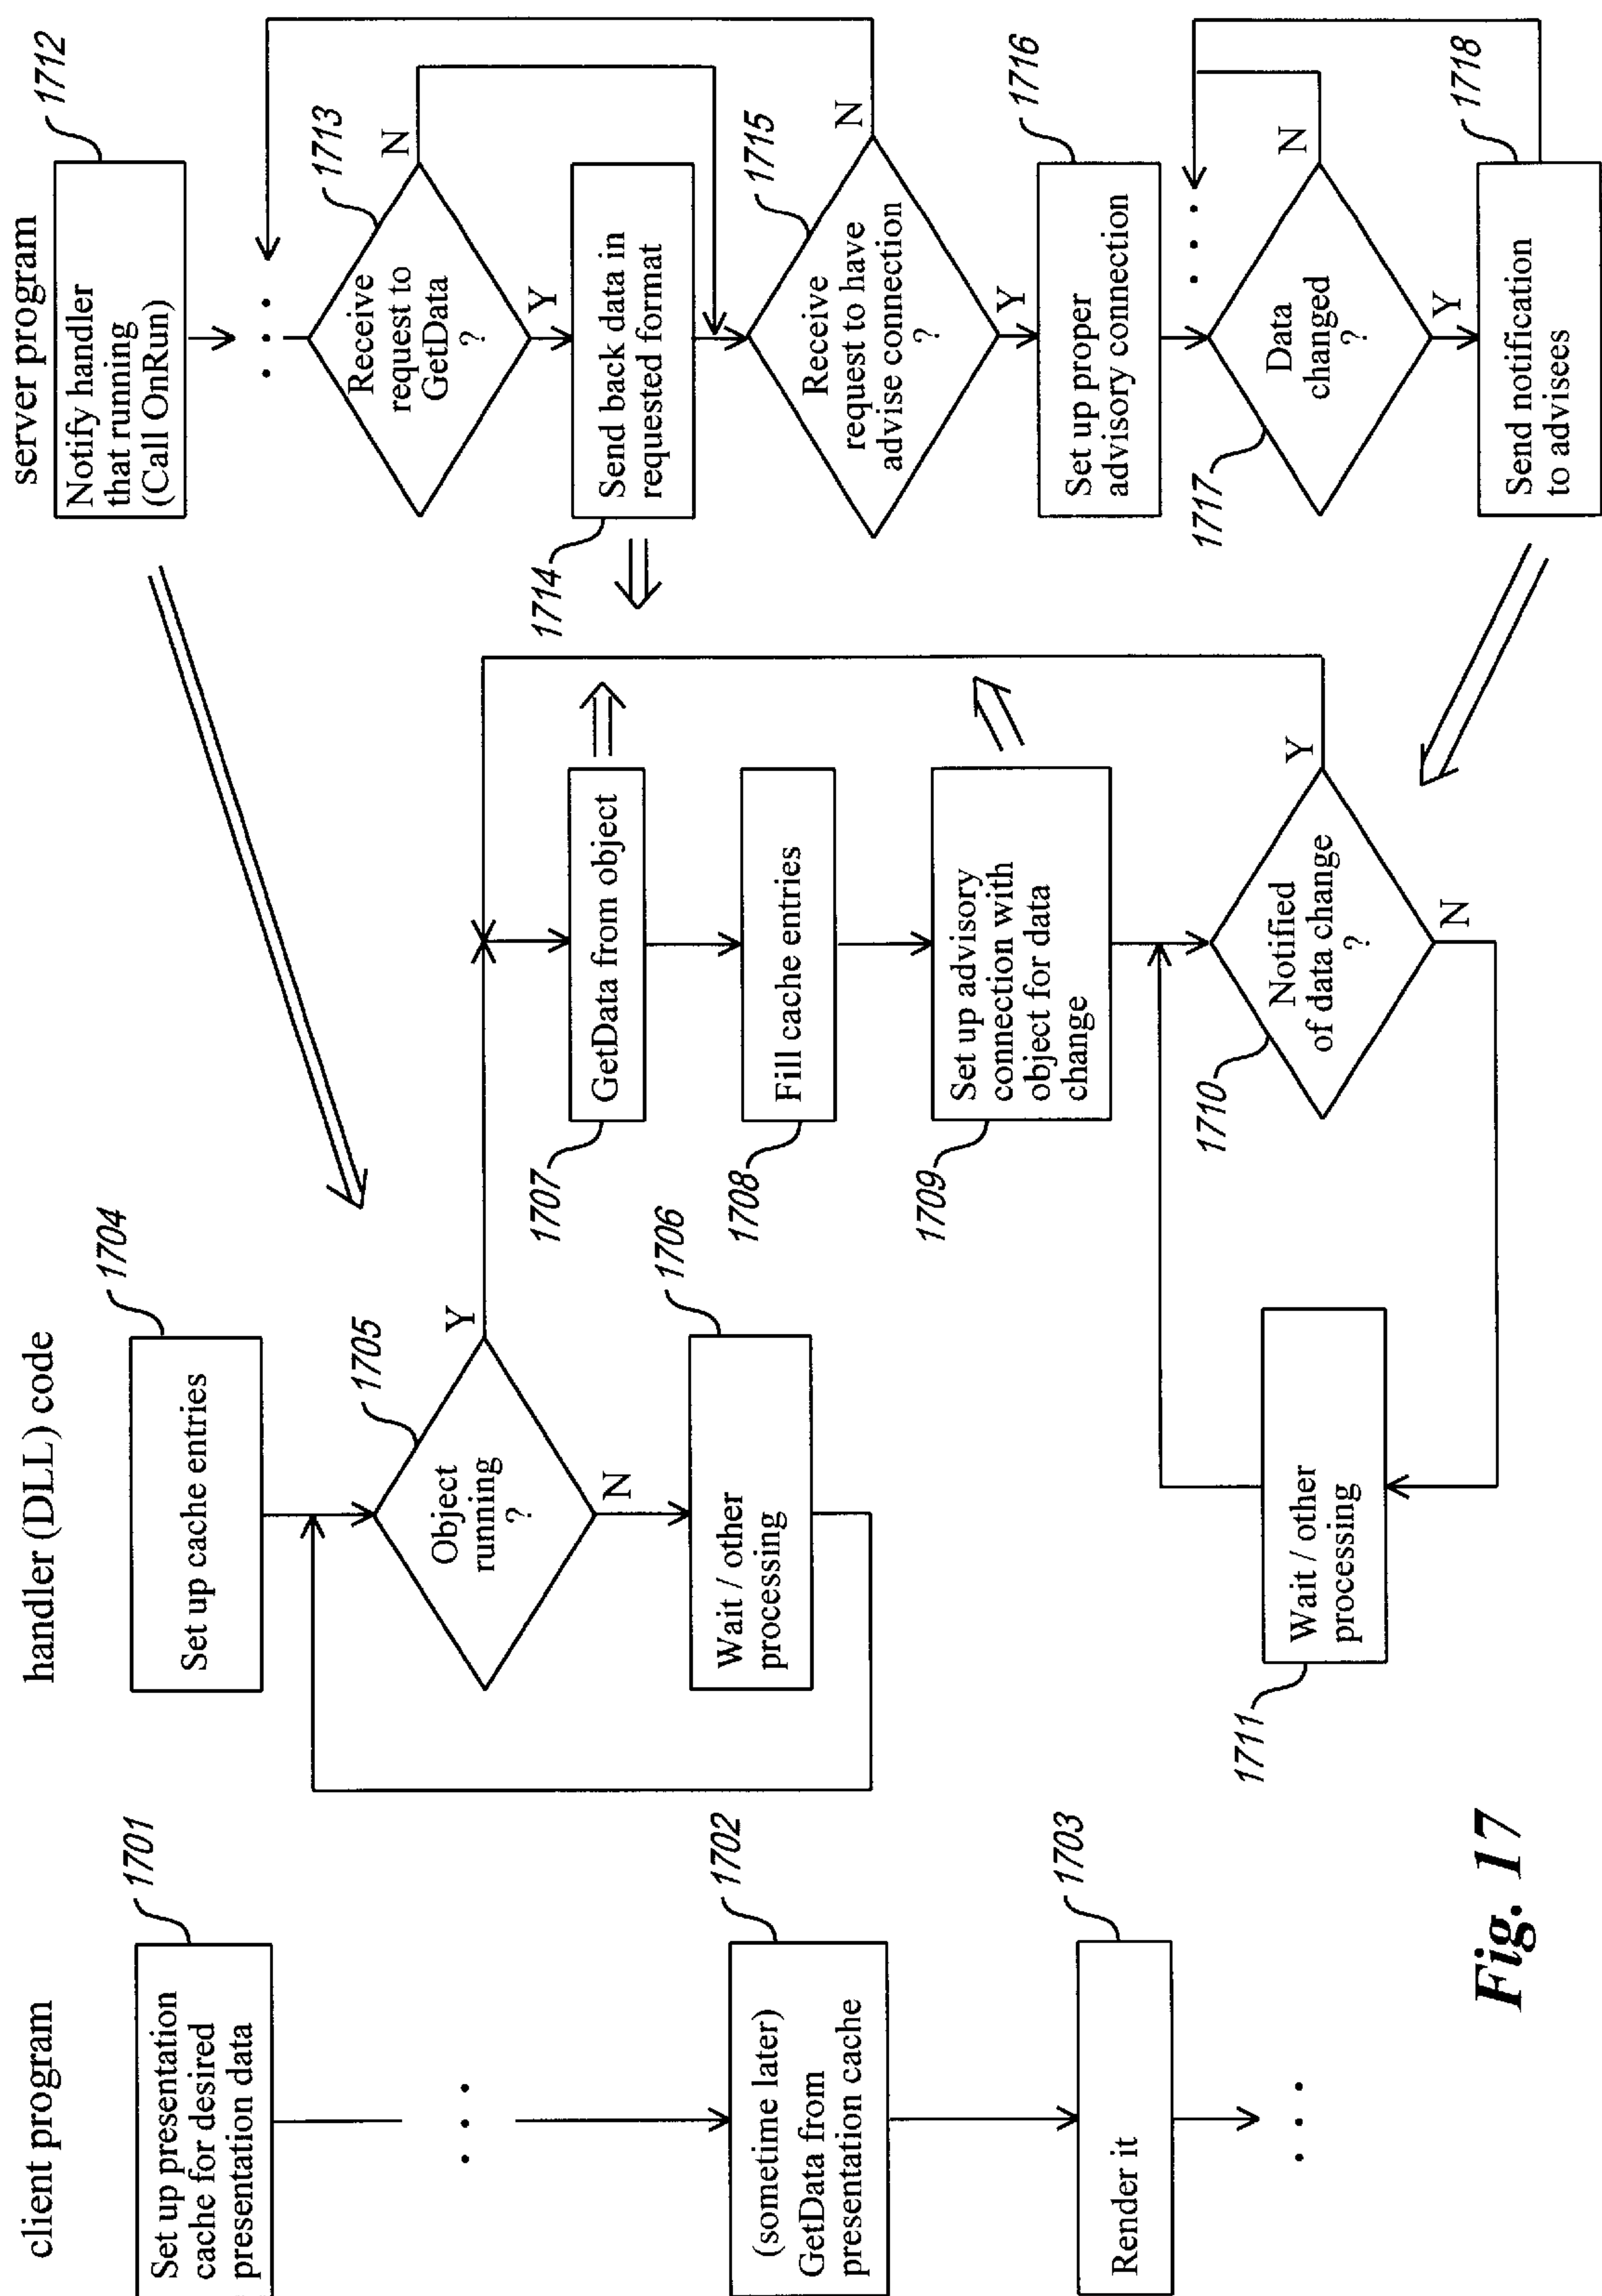 client program
Set up presentation
cache for desired
presentation data
1701
• • •
(sometime later)
GetData from
presentation cache
1702
Render it
1703
• • •
handler (DLL) code
Set up cache entries
1704
Object
running
?
1705
Y
N
Wait / other
processing
1706
GetData from object
1707
Fill cache entries
1708
Set up advisory
connection with
object for data
change
1709
Notified
of data change
?
1710
Y
N
Wait / other
processing
1711
server program
Notify handler
that running
(Call OnRun)
1712
• • •
Receive
request to
GetData
?
1713
N
Y
Send back data in
requested format
1714
Receive
request to have
advise connection
?
1715
N
Y
Set up proper
advisory connection
1716
• • •
Data
changed
?
1717
N
Y
Send notification
to advisees
1718
Fig. 17